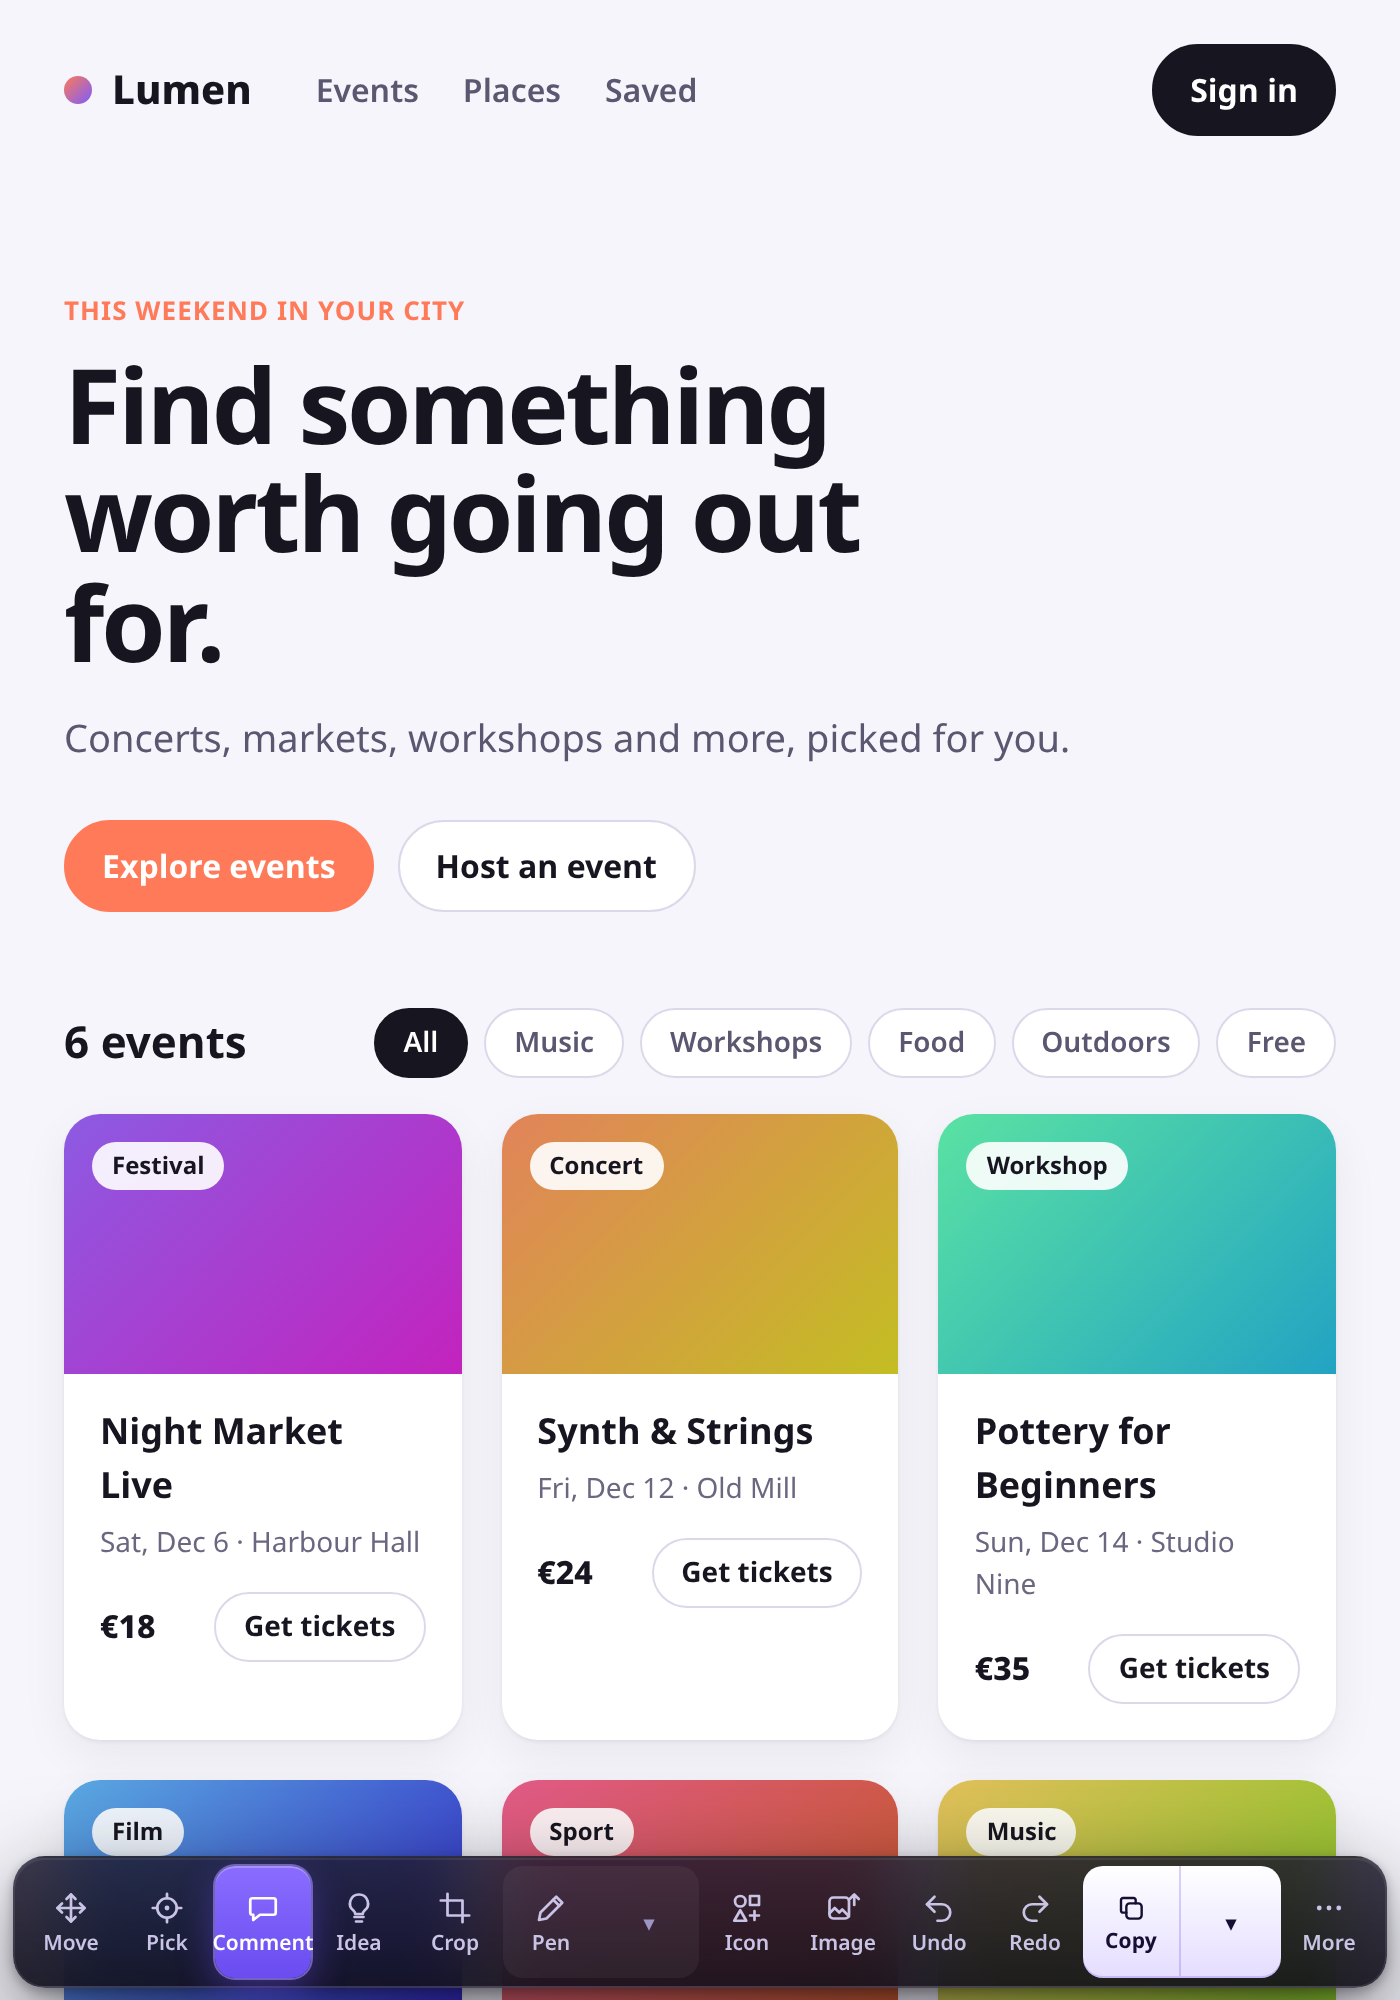 Lumen Events Places Saved Sign in
THIS WEEKEND IN YOUR CITY
Find something
worth going out
for.
Concerts, markets, workshops and more, picked for you.
Explore events Host an event
6 events All Music Workshops Food Outdoors Free
Festival
Night Market
Live
Sat, Dec 6 · Harbour Hall
€18 Get tickets
Concert
Synth & Strings
Fri, Dec 12 · Old Mill
€24 Get tickets
Workshop
Pottery for
Beginners
Sun, Dec 14 · Studio
Nine
€35 Get tickets
Film Sport Music
Move Pick Comment Idea Crop Pen Icon Image Undo Redo Copy More